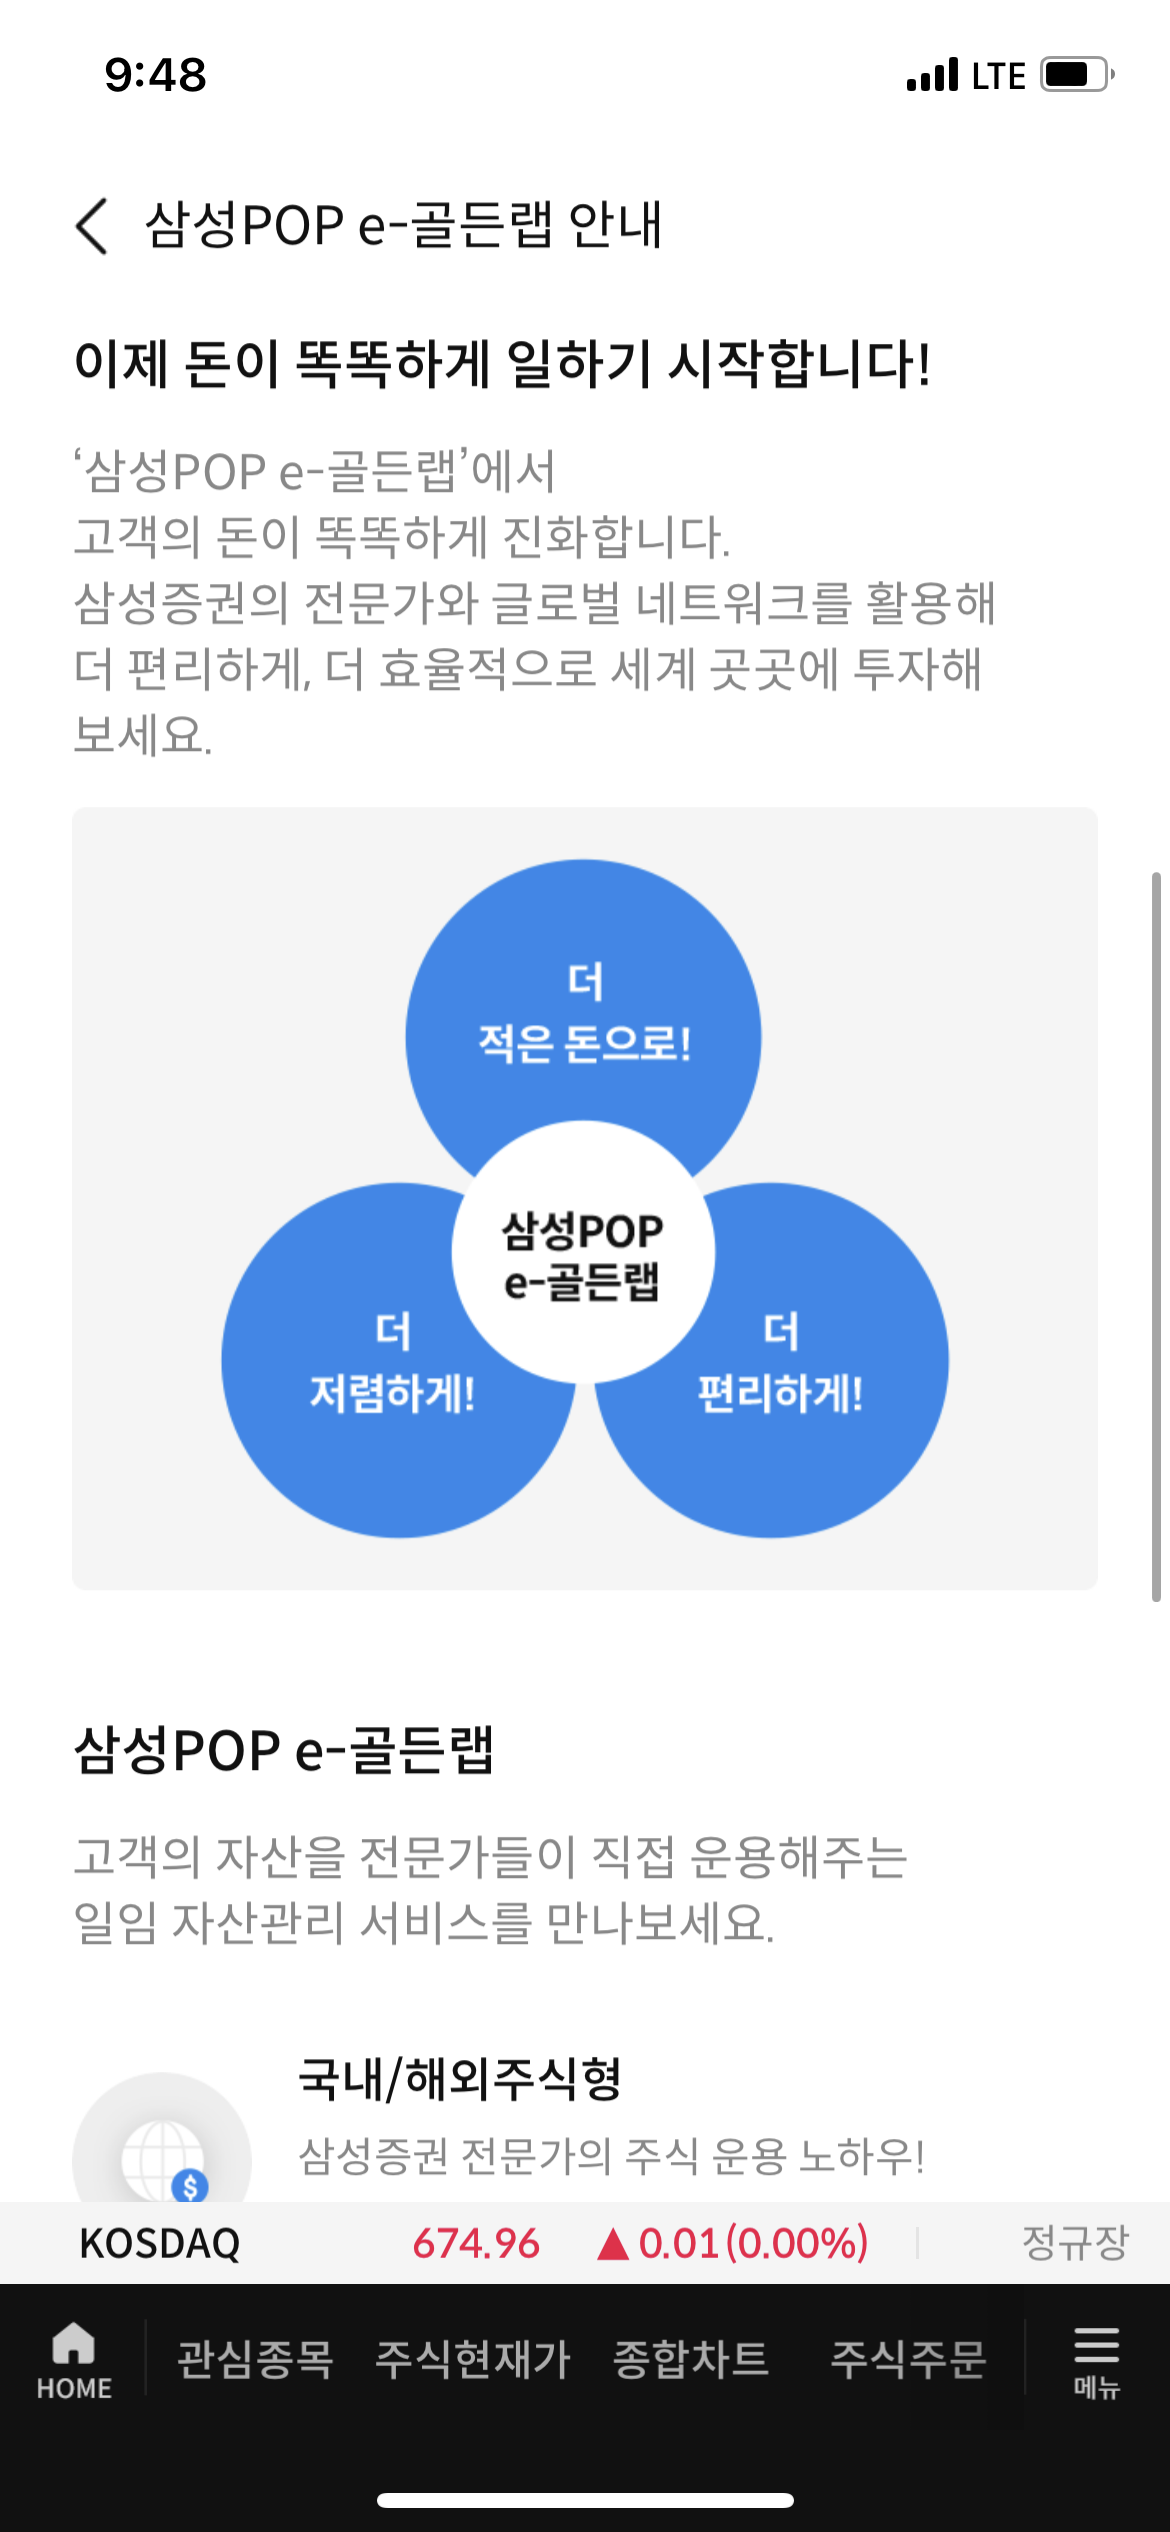 9:48
LTE
삼성POP e-골든랩 안내
이제 돈이 똑똑하게 일하기 시작합니다!
‘삼성POP e-골든랩’에서
고객의 돈이 똑똑하게 진화합니다.
삼성증권의 전문가와 글로벌 네트워크를 활용해
더 편리하게, 더 효율적으로 세계 곳곳에 투자해
보세요.
더
적은 돈으로!
삼성POP
e-골든랩
더
저렴하게!
더
편리하게!
삼성POP e-골든랩
고객의 자산을 전문가들이 직접 운용해주는
일임 자산관리 서비스를 만나보세요.
국내/해외주식형
삼성증권 전문가의 주식 운용 노하우!
$
KOSDAQ 674.96 ▲0.01(0.00%) 정규장
HOME 관심종목 주식현재가 종합차트 주식주문 메뉴